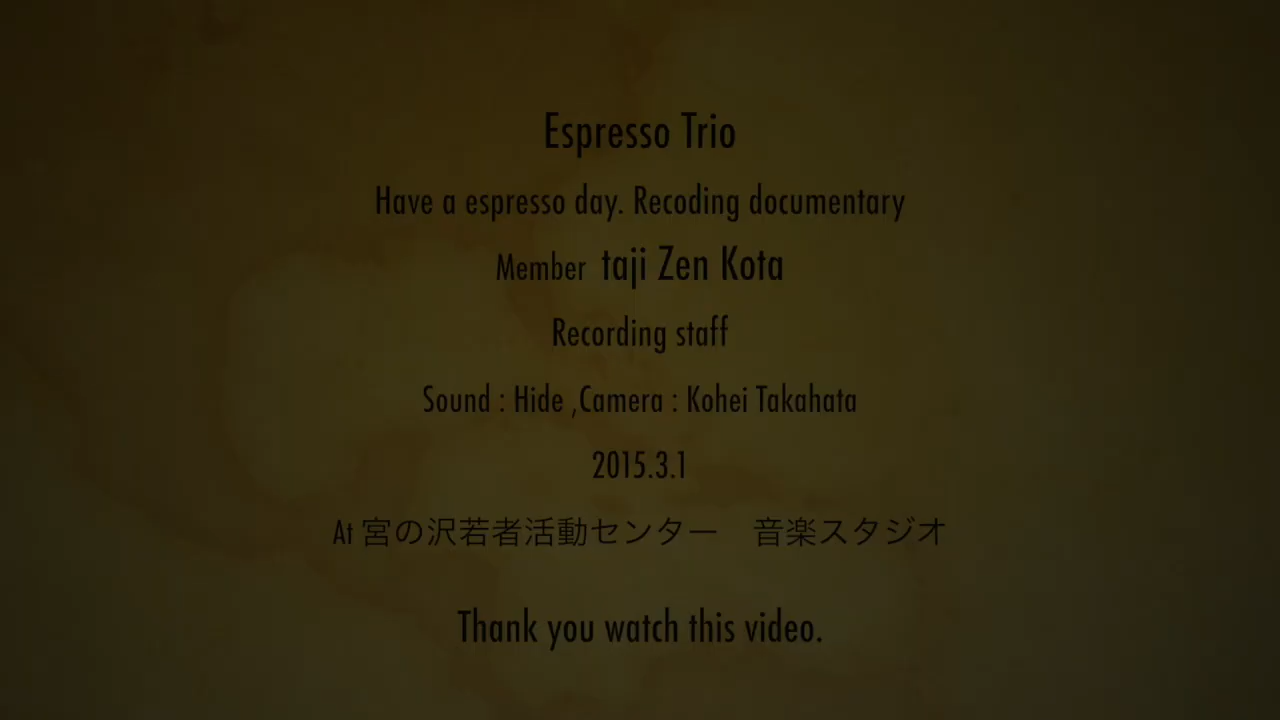 Espresso Trio
Have a espresso day. Recoding documentary
Member taji Zen Kota
Recording staff
Sound : Hide ,Camera : Kohei Takahata
2015.3.1
At 宮の沢若者活動センター　音楽スタジオ
Thank you watch this video.